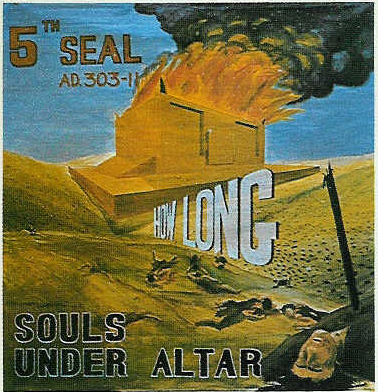 5TH SEAL
AD.303-11
HOW LONG
SOULS
UNDER ALTAR